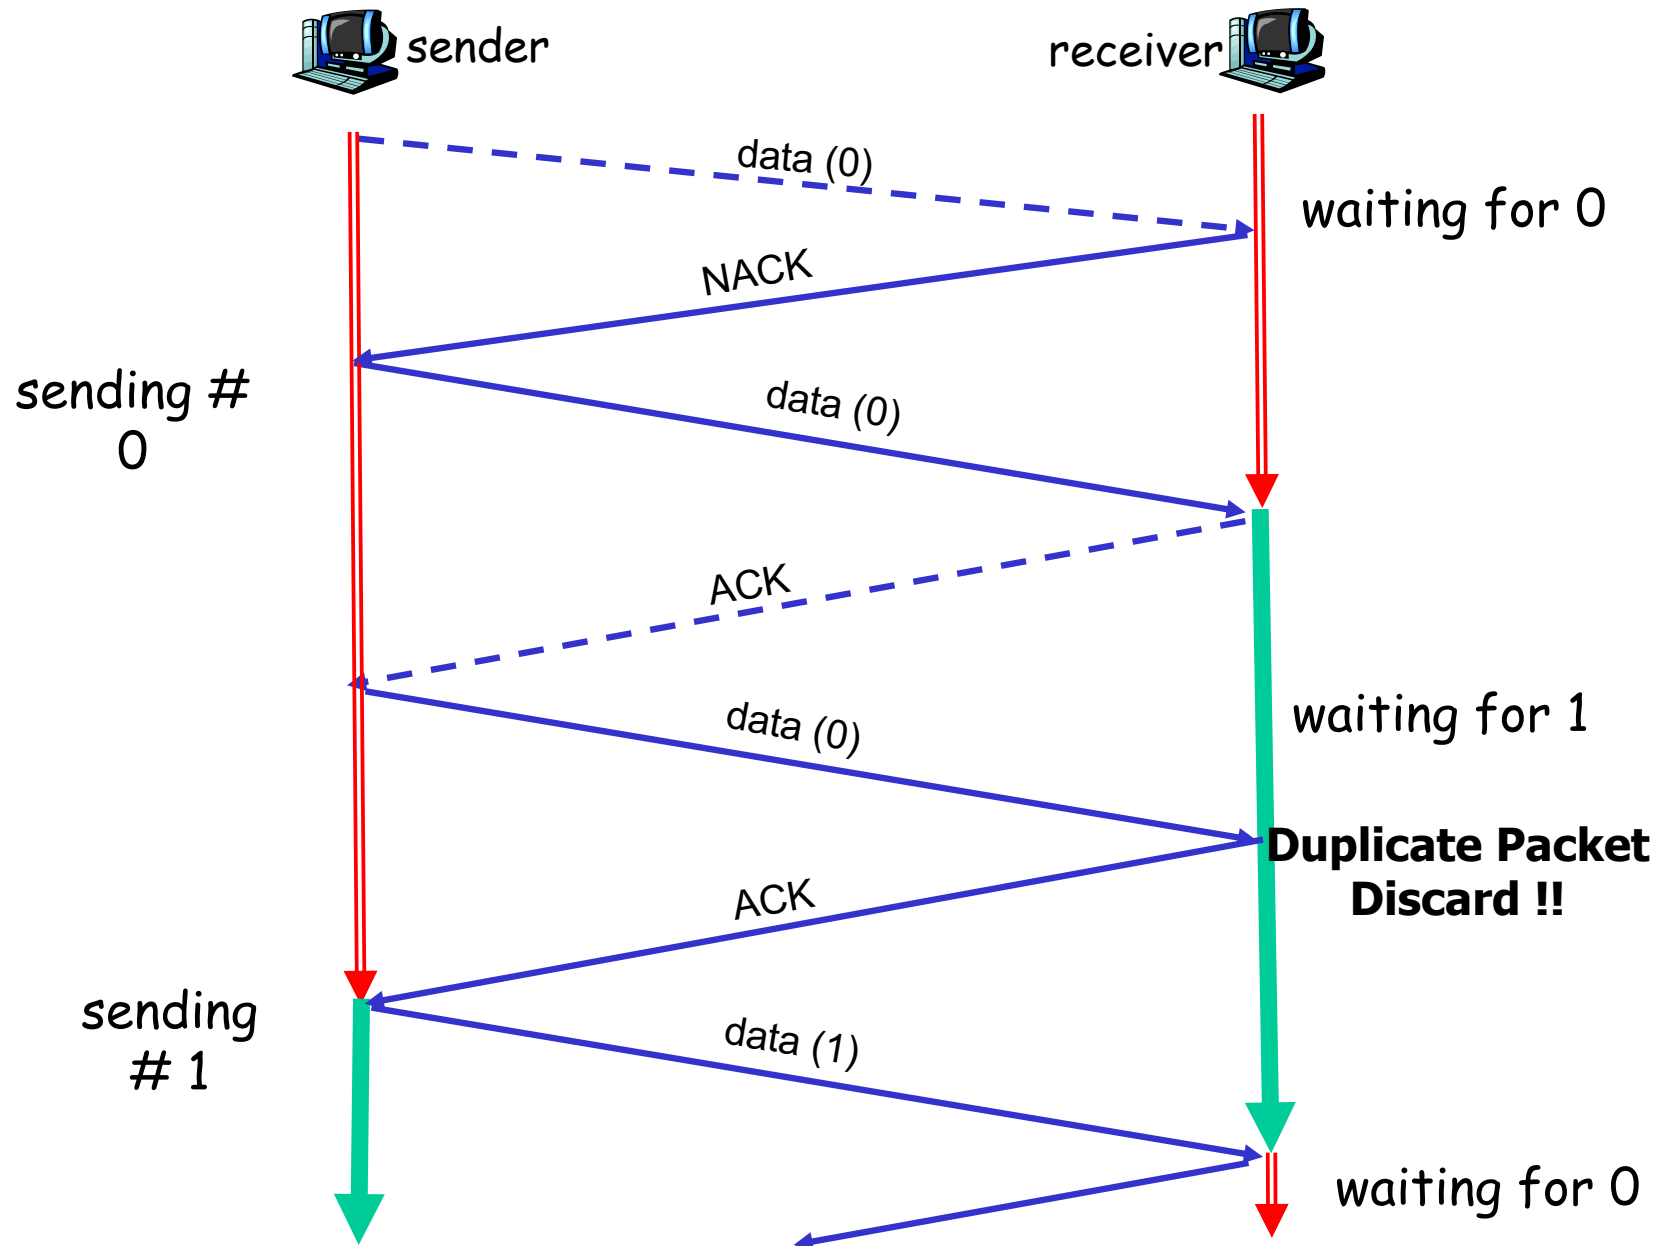 sender
receiver
data (0)
waiting for 0
NACK
sending #
0
data (0)
ACK
waiting for 1
data (0)
Duplicate Packet
Discard !!
ACK
sending
# 1
data (1)
waiting for 0